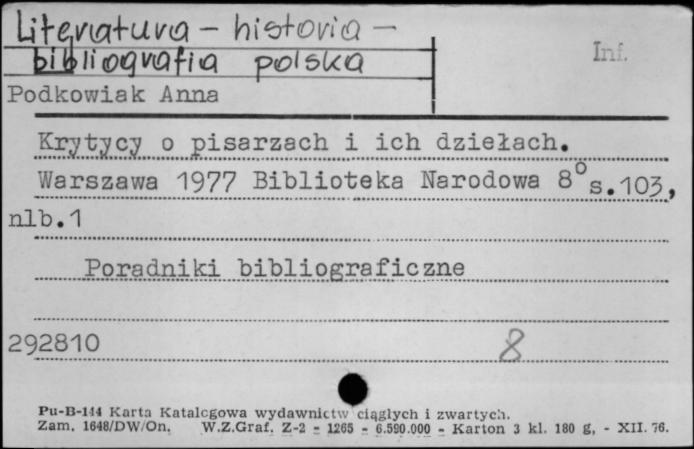 Literatura - historia -
bibliografia polska
Inf.
Podkowiak Anna
Krytycy o pisarzach i ich dziełach.
Warszawa 1977 Biblioteka Narodowa 8° s.103,
nlb.1
Poradniki bibliograficzne
292810 8
Pu-B-144 Karta Katalogowa wydawnictw ciągłych i zwartych.
Zam. 1648/DW/On. W.Z.Graf. Z-2 - 1265 - 6.590.000 - Karton 3 kl. 180 g, - XII. 76.